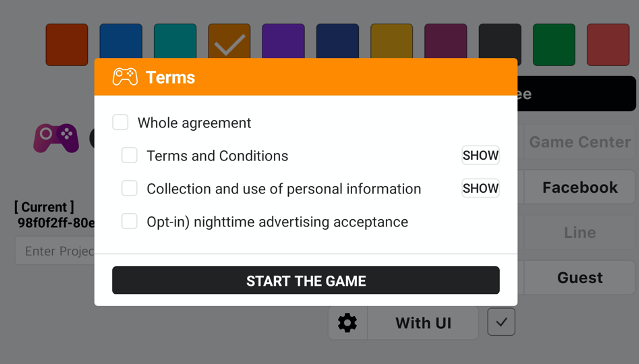 Terms
Whole agreement
Terms and Conditions SHOW
Collection and use of personal information SHOW
Opt-in) nighttime advertising acceptance
START THE GAME
ee
Game Center
[ Current ]
98f0f2ff-80e
Facebook
Enter Projec
Line
Guest
With UI